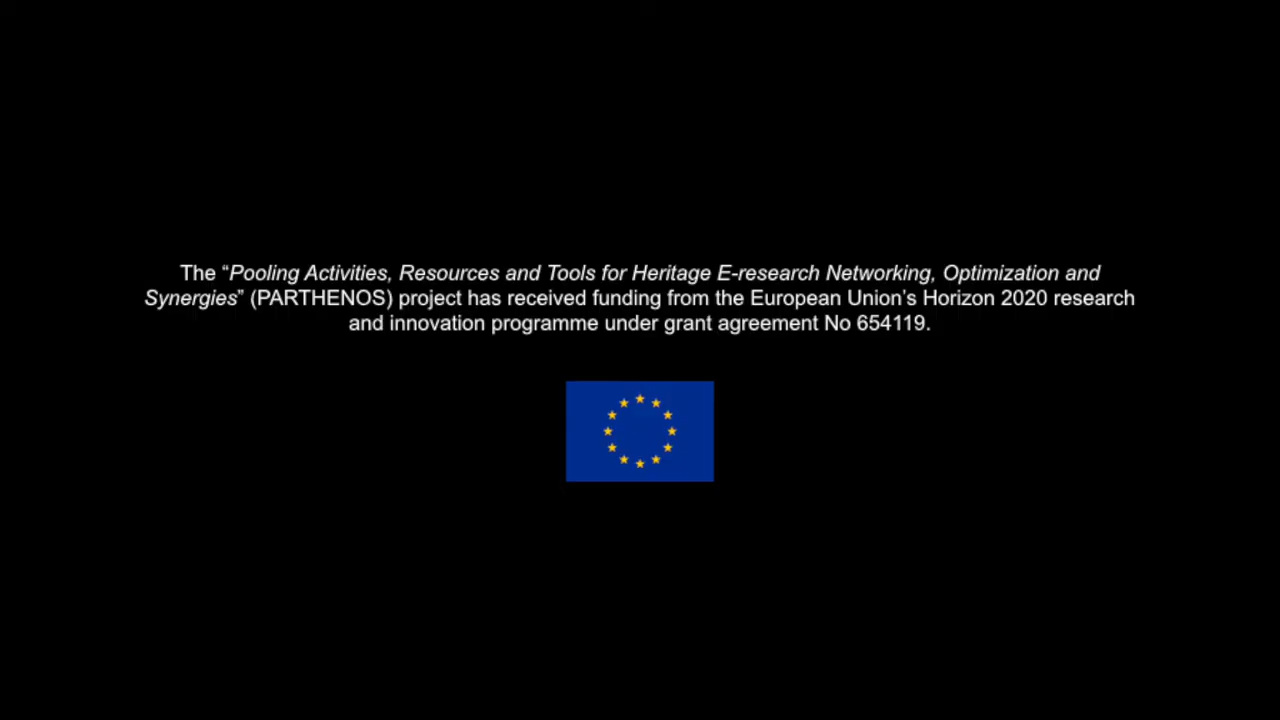 The “Pooling Activities, Resources and Tools for Heritage E-research Networking, Optimization and
Synergies” (PARTHENOS) project has received funding from the European Union’s Horizon 2020 research
and innovation programme under grant agreement No 654119.